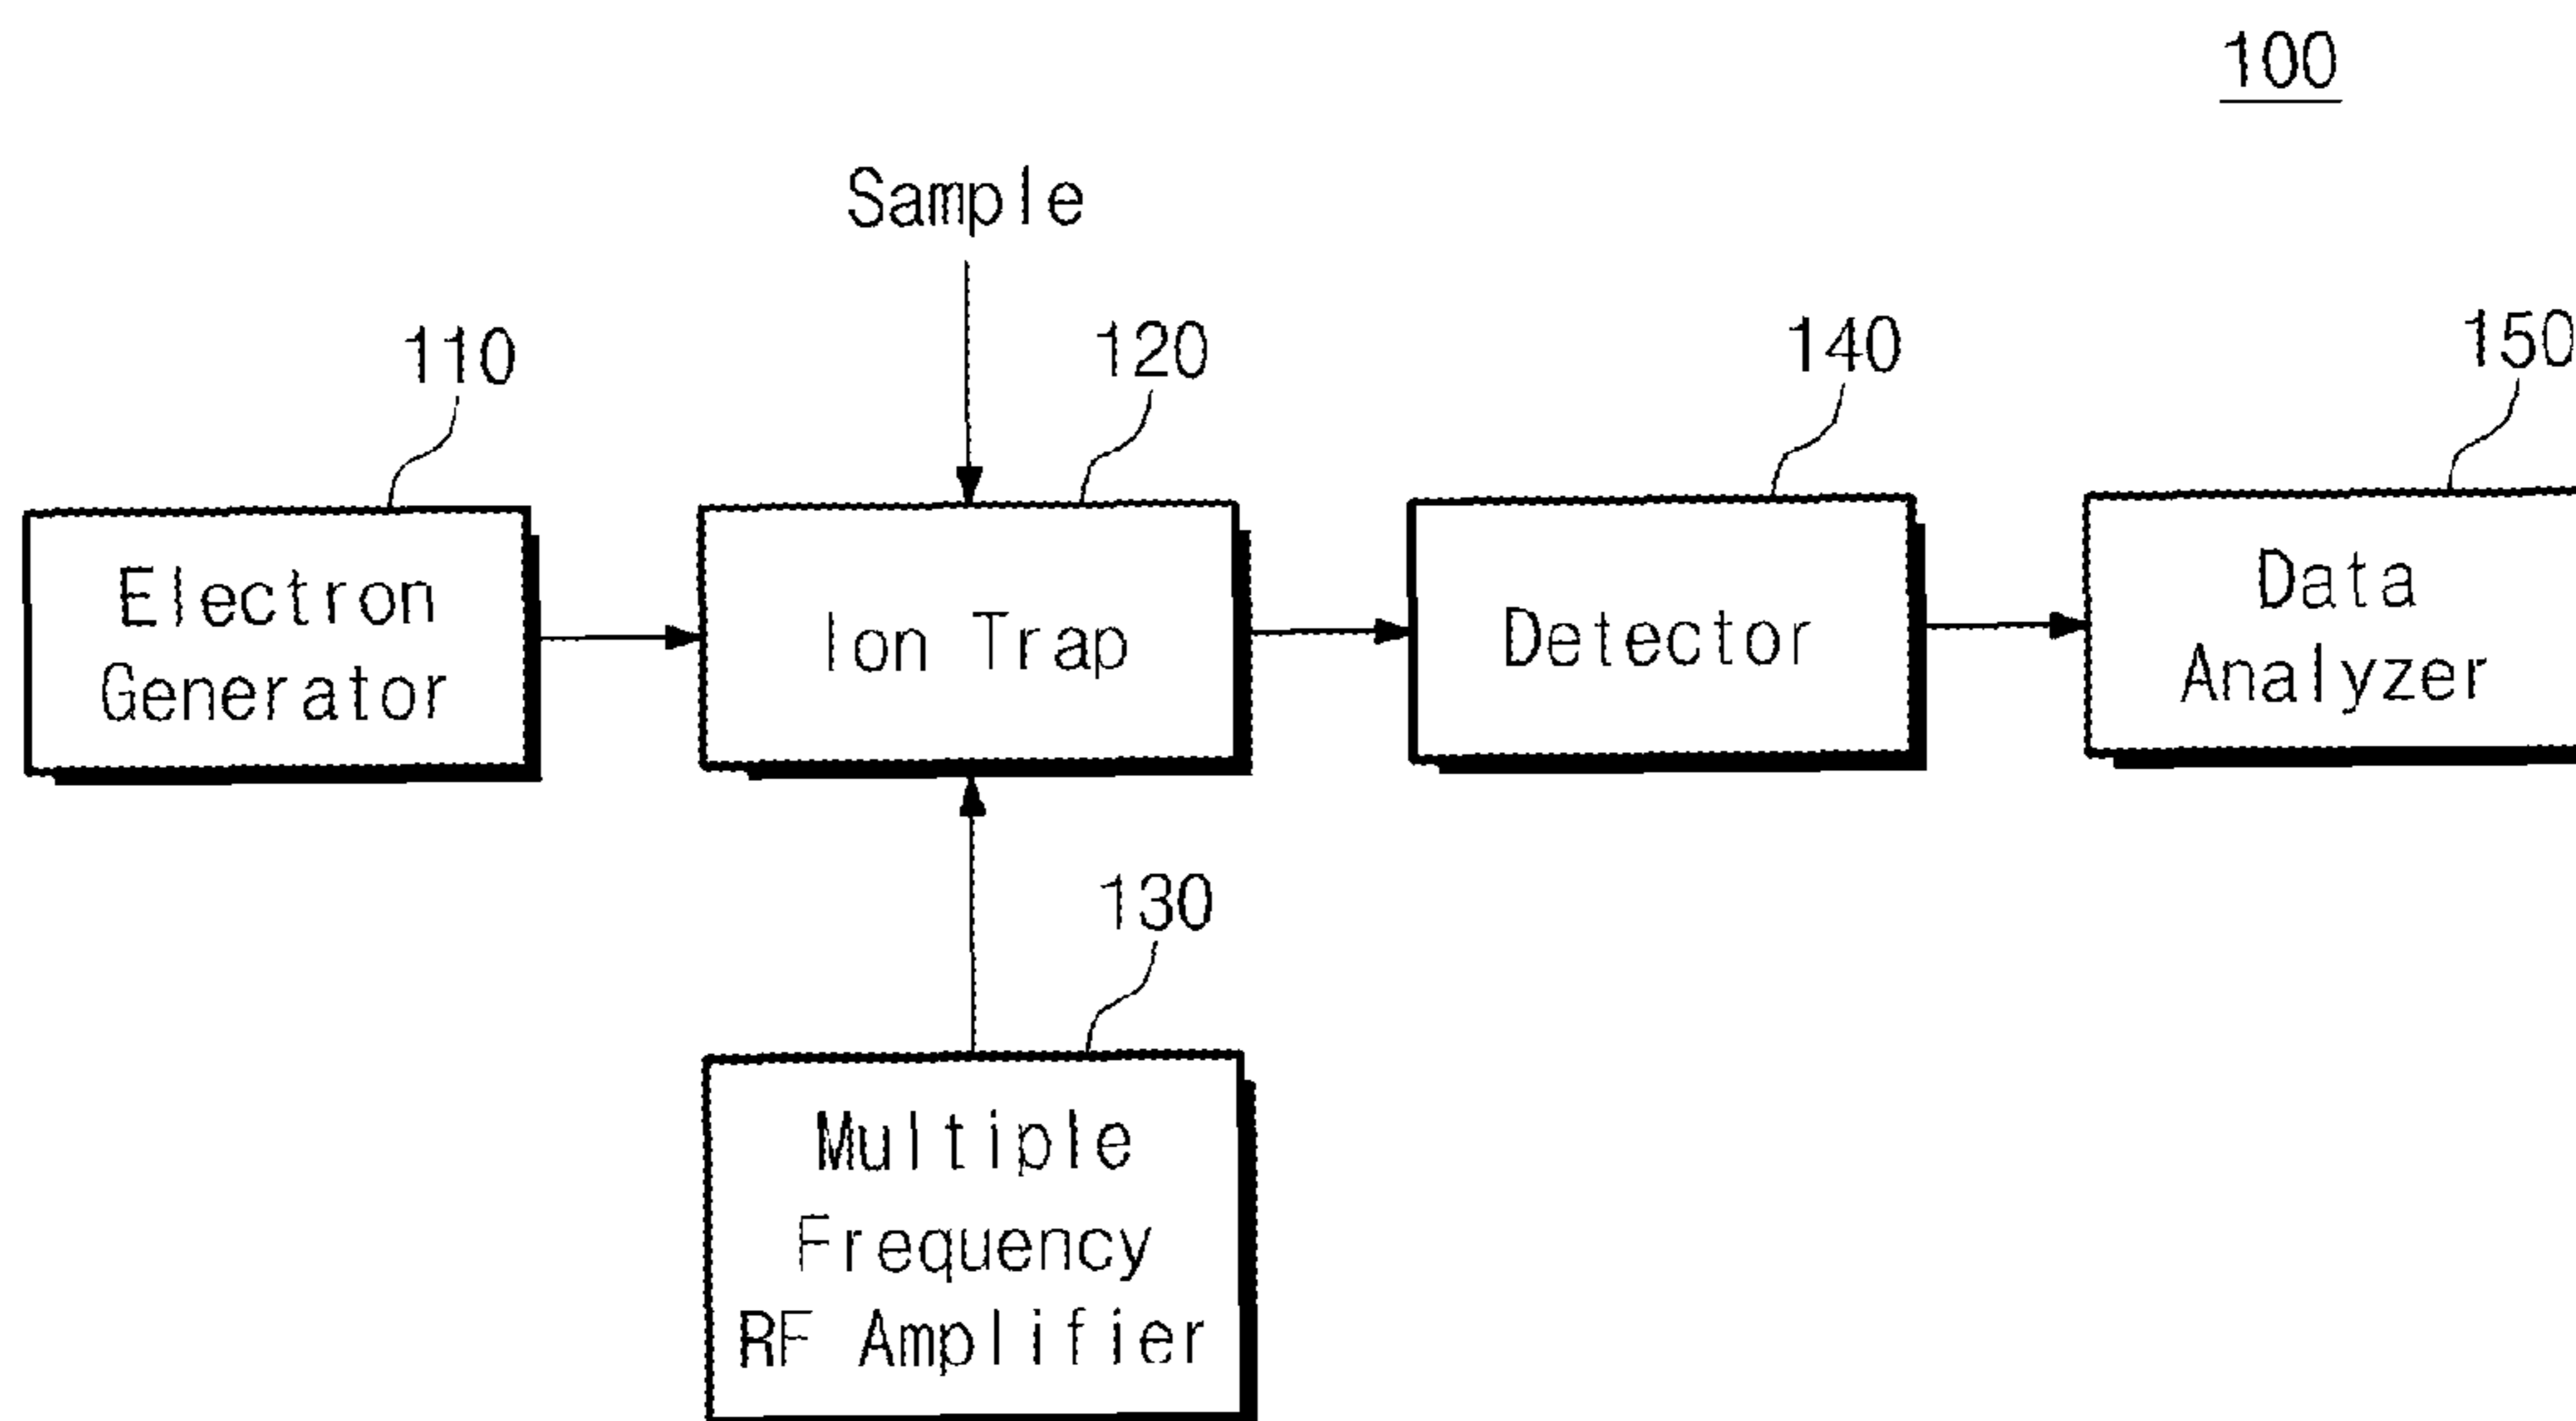 100
Sample
110
120
140
150
Electron
Generator
Ion Trap
Detector
Data
Analyzer
130
Multiple
Frequency
RF Amplifier